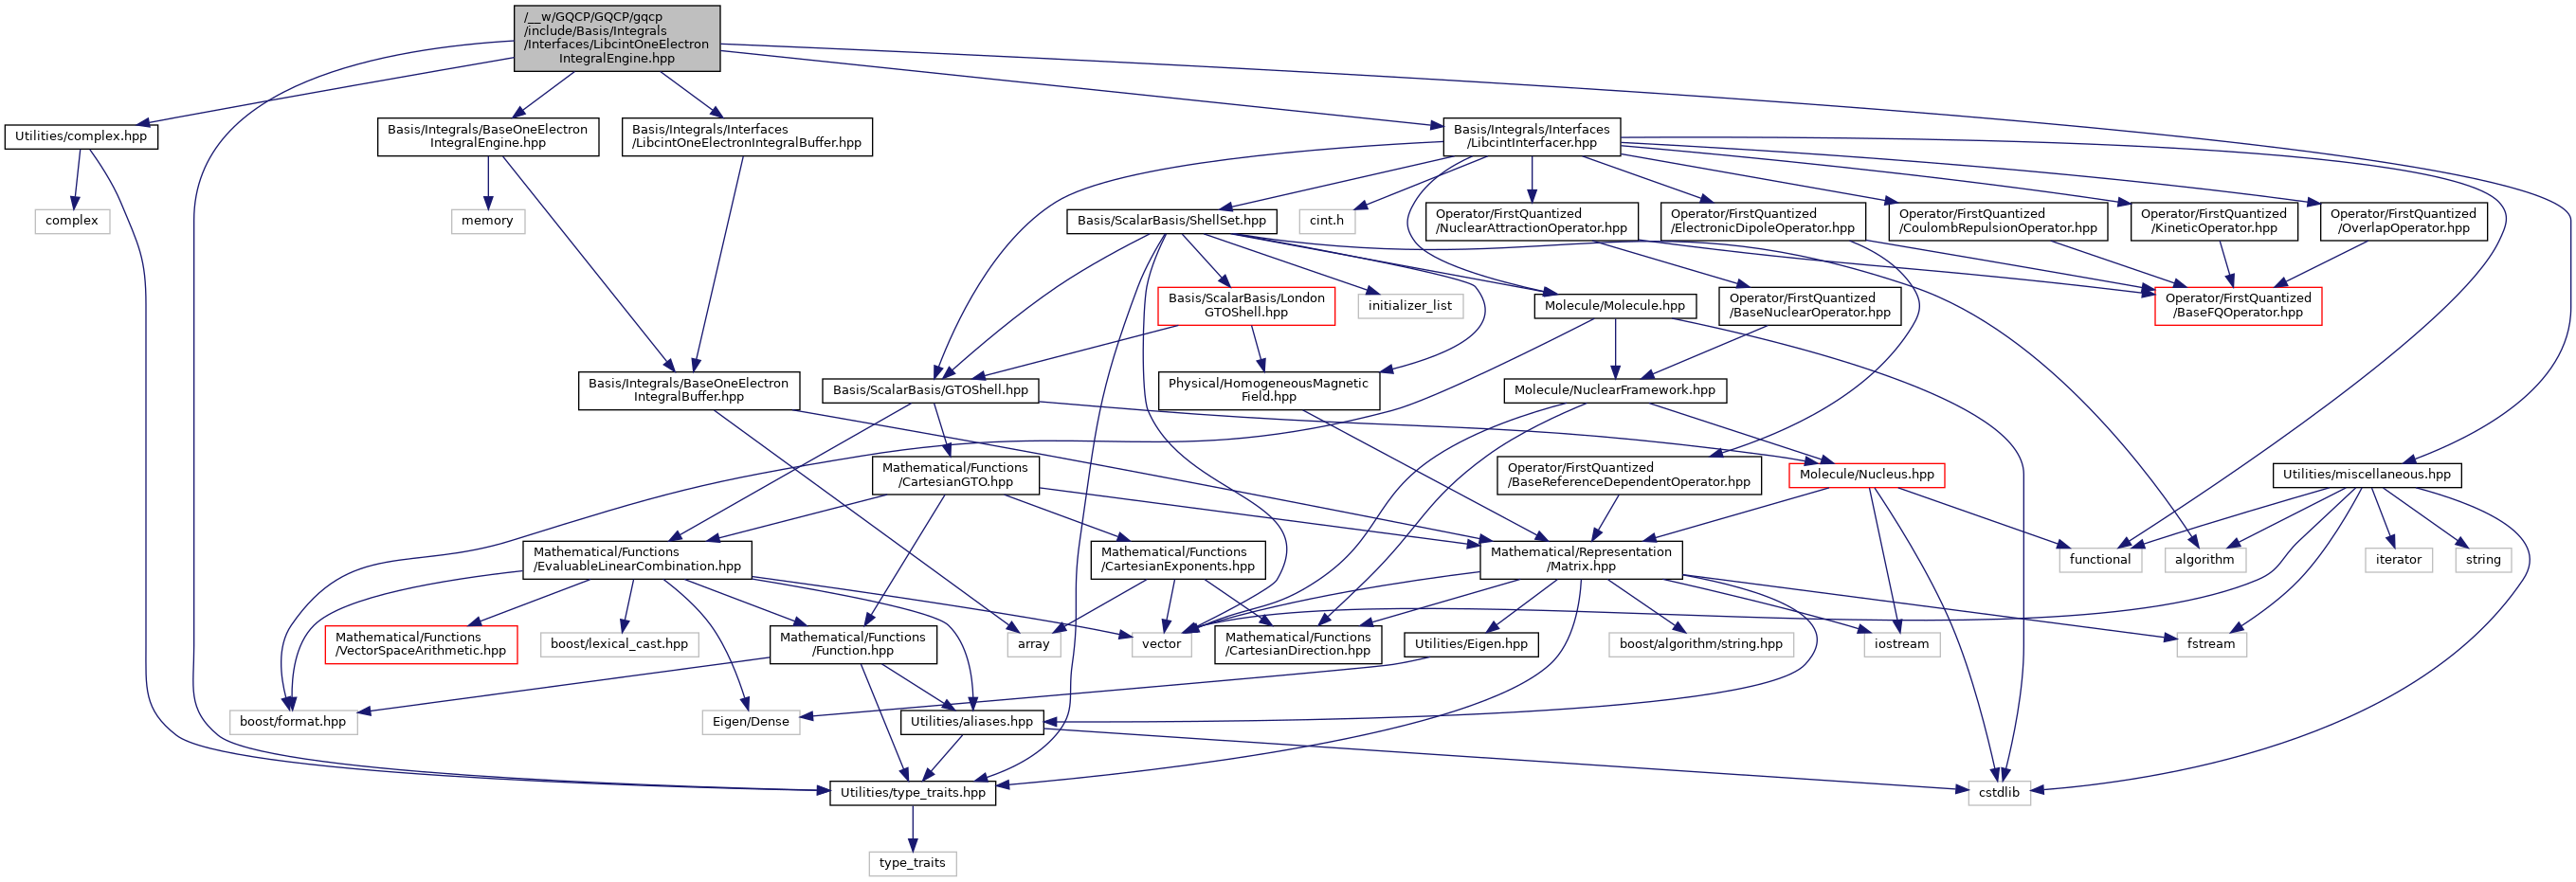 /__w/GQCP/GQCP/gqcp
/include/Basis/Integrals
/Interfaces/LibcintOneElectron
IntegralEngine.hpp
Utilities/complex.hpp
Basis/Integrals/BaseOneElectron
IntegralEngine.hpp
Basis/Integrals/Interfaces
/LibcintOneElectronIntegralBuffer.hpp
Basis/Integrals/Interfaces
/LibcintInterfacer.hpp
complex
memory
Basis/ScalarBasis/ShellSet.hpp
cint.h
Operator/FirstQuantized
/NuclearAttractionOperator.hpp
Operator/FirstQuantized
/ElectronicDipoleOperator.hpp
Operator/FirstQuantized
/CoulombRepulsionOperator.hpp
Operator/FirstQuantized
/KineticOperator.hpp
Operator/FirstQuantized
/OverlapOperator.hpp
Basis/ScalarBasis/London
GTOShell.hpp
initializer_list
Molecule/Molecule.hpp
Operator/FirstQuantized
/BaseNuclearOperator.hpp
Operator/FirstQuantized
/BaseFQOperator.hpp
Basis/Integrals/BaseOneElectron
IntegralBuffer.hpp
Basis/ScalarBasis/GTOShell.hpp
Physical/HomogeneousMagnetic
Field.hpp
Molecule/NuclearFramework.hpp
Mathematical/Functions
/CartesianGTO.hpp
Operator/FirstQuantized
/BaseReferenceDependentOperator.hpp
Molecule/Nucleus.hpp
Utilities/miscellaneous.hpp
Mathematical/Functions
/EvaluableLinearCombination.hpp
Mathematical/Functions
/CartesianExponents.hpp
Mathematical/Representation
/Matrix.hpp
functional
algorithm
iterator
string
Mathematical/Functions
/VectorSpaceArithmetic.hpp
boost/lexical_cast.hpp
Mathematical/Functions
/Function.hpp
array
vector
Mathematical/Functions
/CartesianDirection.hpp
Utilities/Eigen.hpp
boost/algorithm/string.hpp
iostream
fstream
boost/format.hpp
Eigen/Dense
Utilities/aliases.hpp
Utilities/type_traits.hpp
cstdlib
type_traits